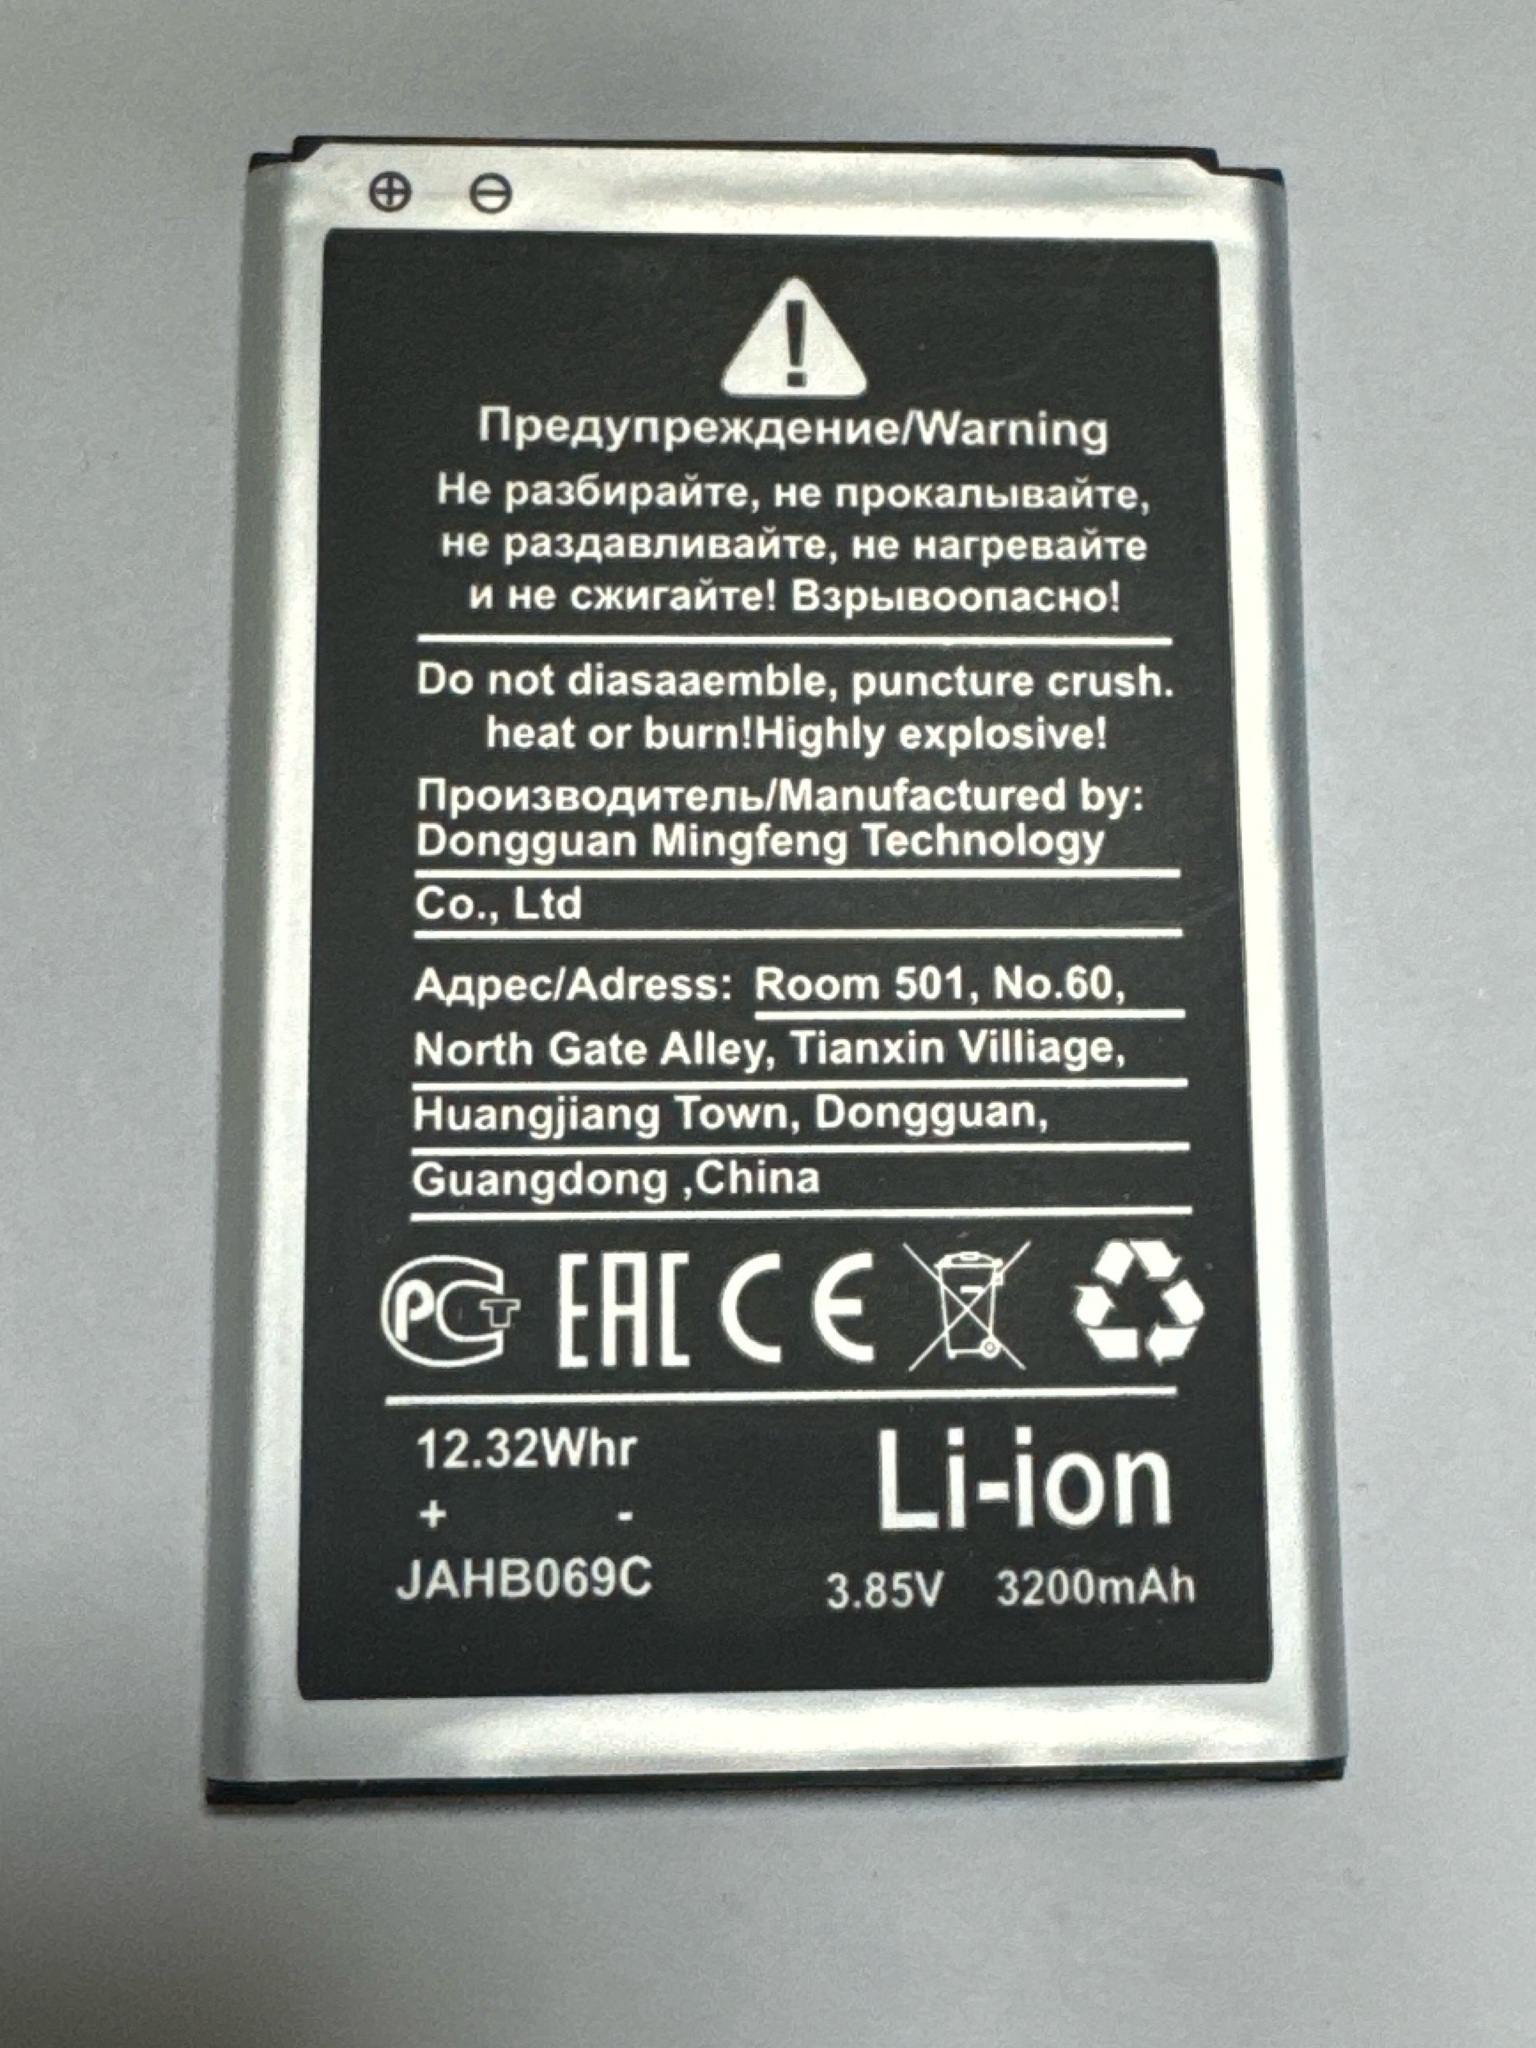 Предупреждение/Warning
Не разбирайте, не прокалывайте,
не раздавливайте, не нагревайте
и не сжигайте! Взрывоопасно!
Do not diasaaemble, puncture crush.
heat or burn!Highly explosive!
Производитель/Manufactured by:
Dongguan Mingfeng Technology
Co., Ltd
Адрес/Adress: Room 501, No.60,
North Gate Alley, Tianxin Villiage,
Huangjiang Town, Dongguan,
Guangdong ,China
РСТ EAC CE
12.32Whr
Li-ion
+ -
JAHB069C
3.85V 3200mAh